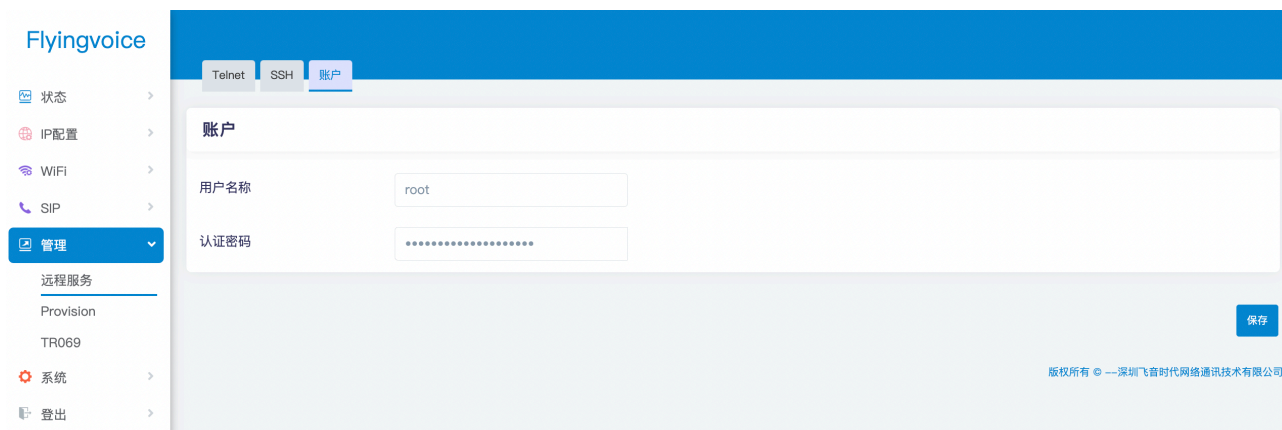 Flyingvoice
Telnet
SSH
账户
状态
IP配置
WiFi
SIP
管理
远程服务
Provision
TR069
系统
登出
账户
用户名称
root
认证密码
••••••••••••••••••••
保存
版权所有 © ––深圳飞音时代网络通讯技术有限公司